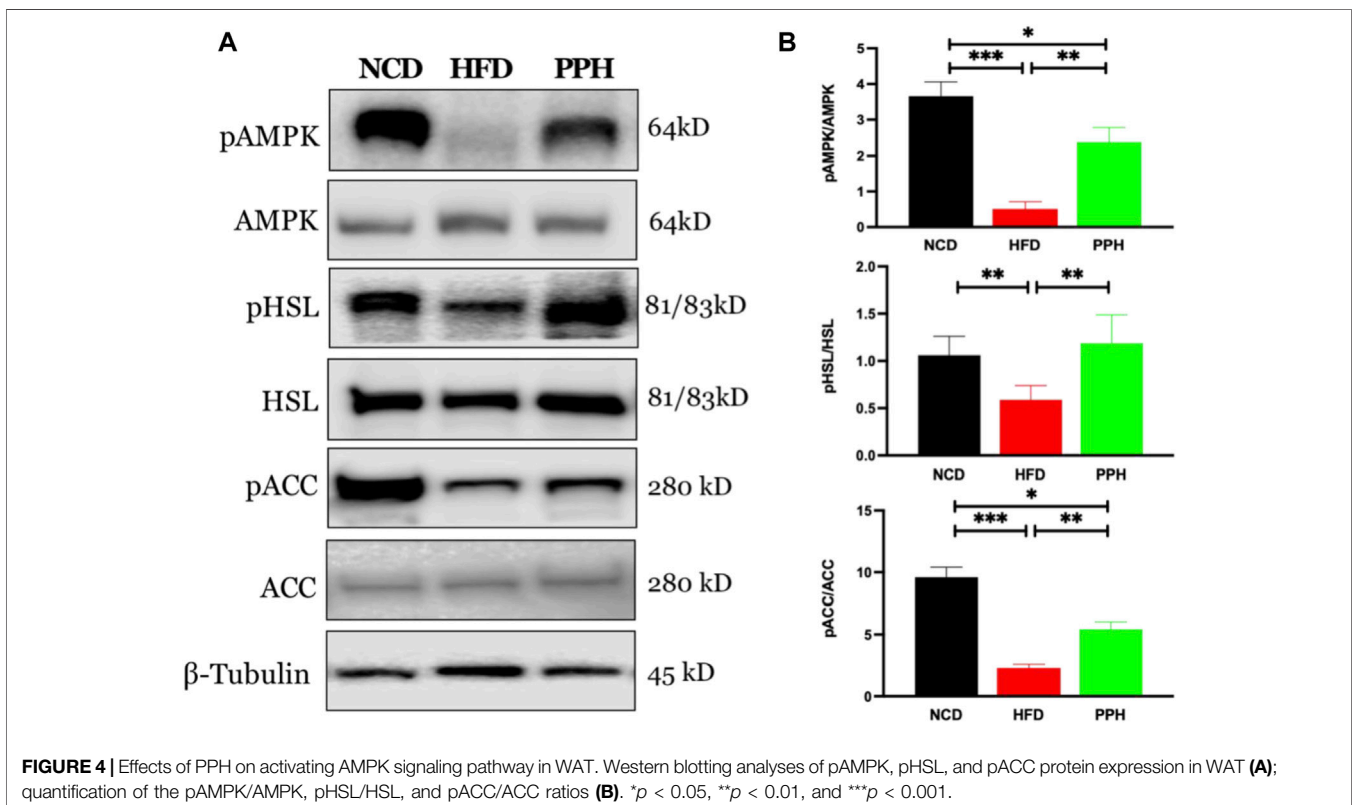 A
NCD HFD PPH
pAMPK 64kD
AMPK 64kD
pHSL 81/83kD
HSL 81/83kD
pACC 280 kD
ACC 280 kD
β-Tubulin 45 kD
B
*
*** **
5
4
3
2
1
0
pAMPK/AMPK
NCD HFD PPH
** **
2.0
1.5
1.0
0.5
0.0
pHSL/HSL
NCD HFD PPH
*
*** **
15
10
5
0
pACC/ACC
NCD HFD PPH
FIGURE 4 | Effects of PPH on activating AMPK signaling pathway in WAT. Western blotting analyses of pAMPK, pHSL, and pACC protein expression in WAT (A);
quantification of the pAMPK/AMPK, pHSL/HSL, and pACC/ACC ratios (B). *p < 0.05, **p < 0.01, and ***p < 0.001.